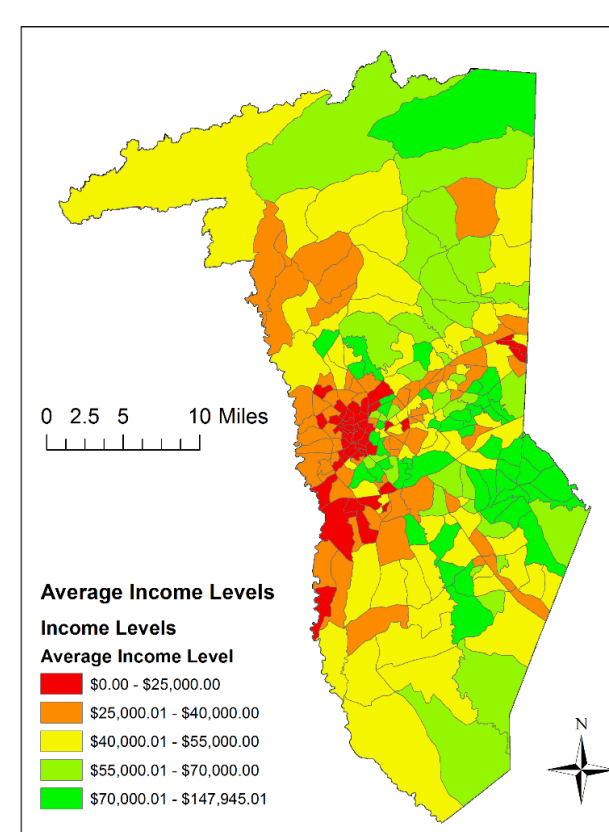 0 2.5 5 10 Miles
Average Income Levels
Income Levels
Average Income Level
$0.00 - $25,000.00
$25,000.01 - $40,000.00
$40,000.01 - $55,000.00
$55,000.01 - $70,000.00
$70,000.01 - $147,945.01
N